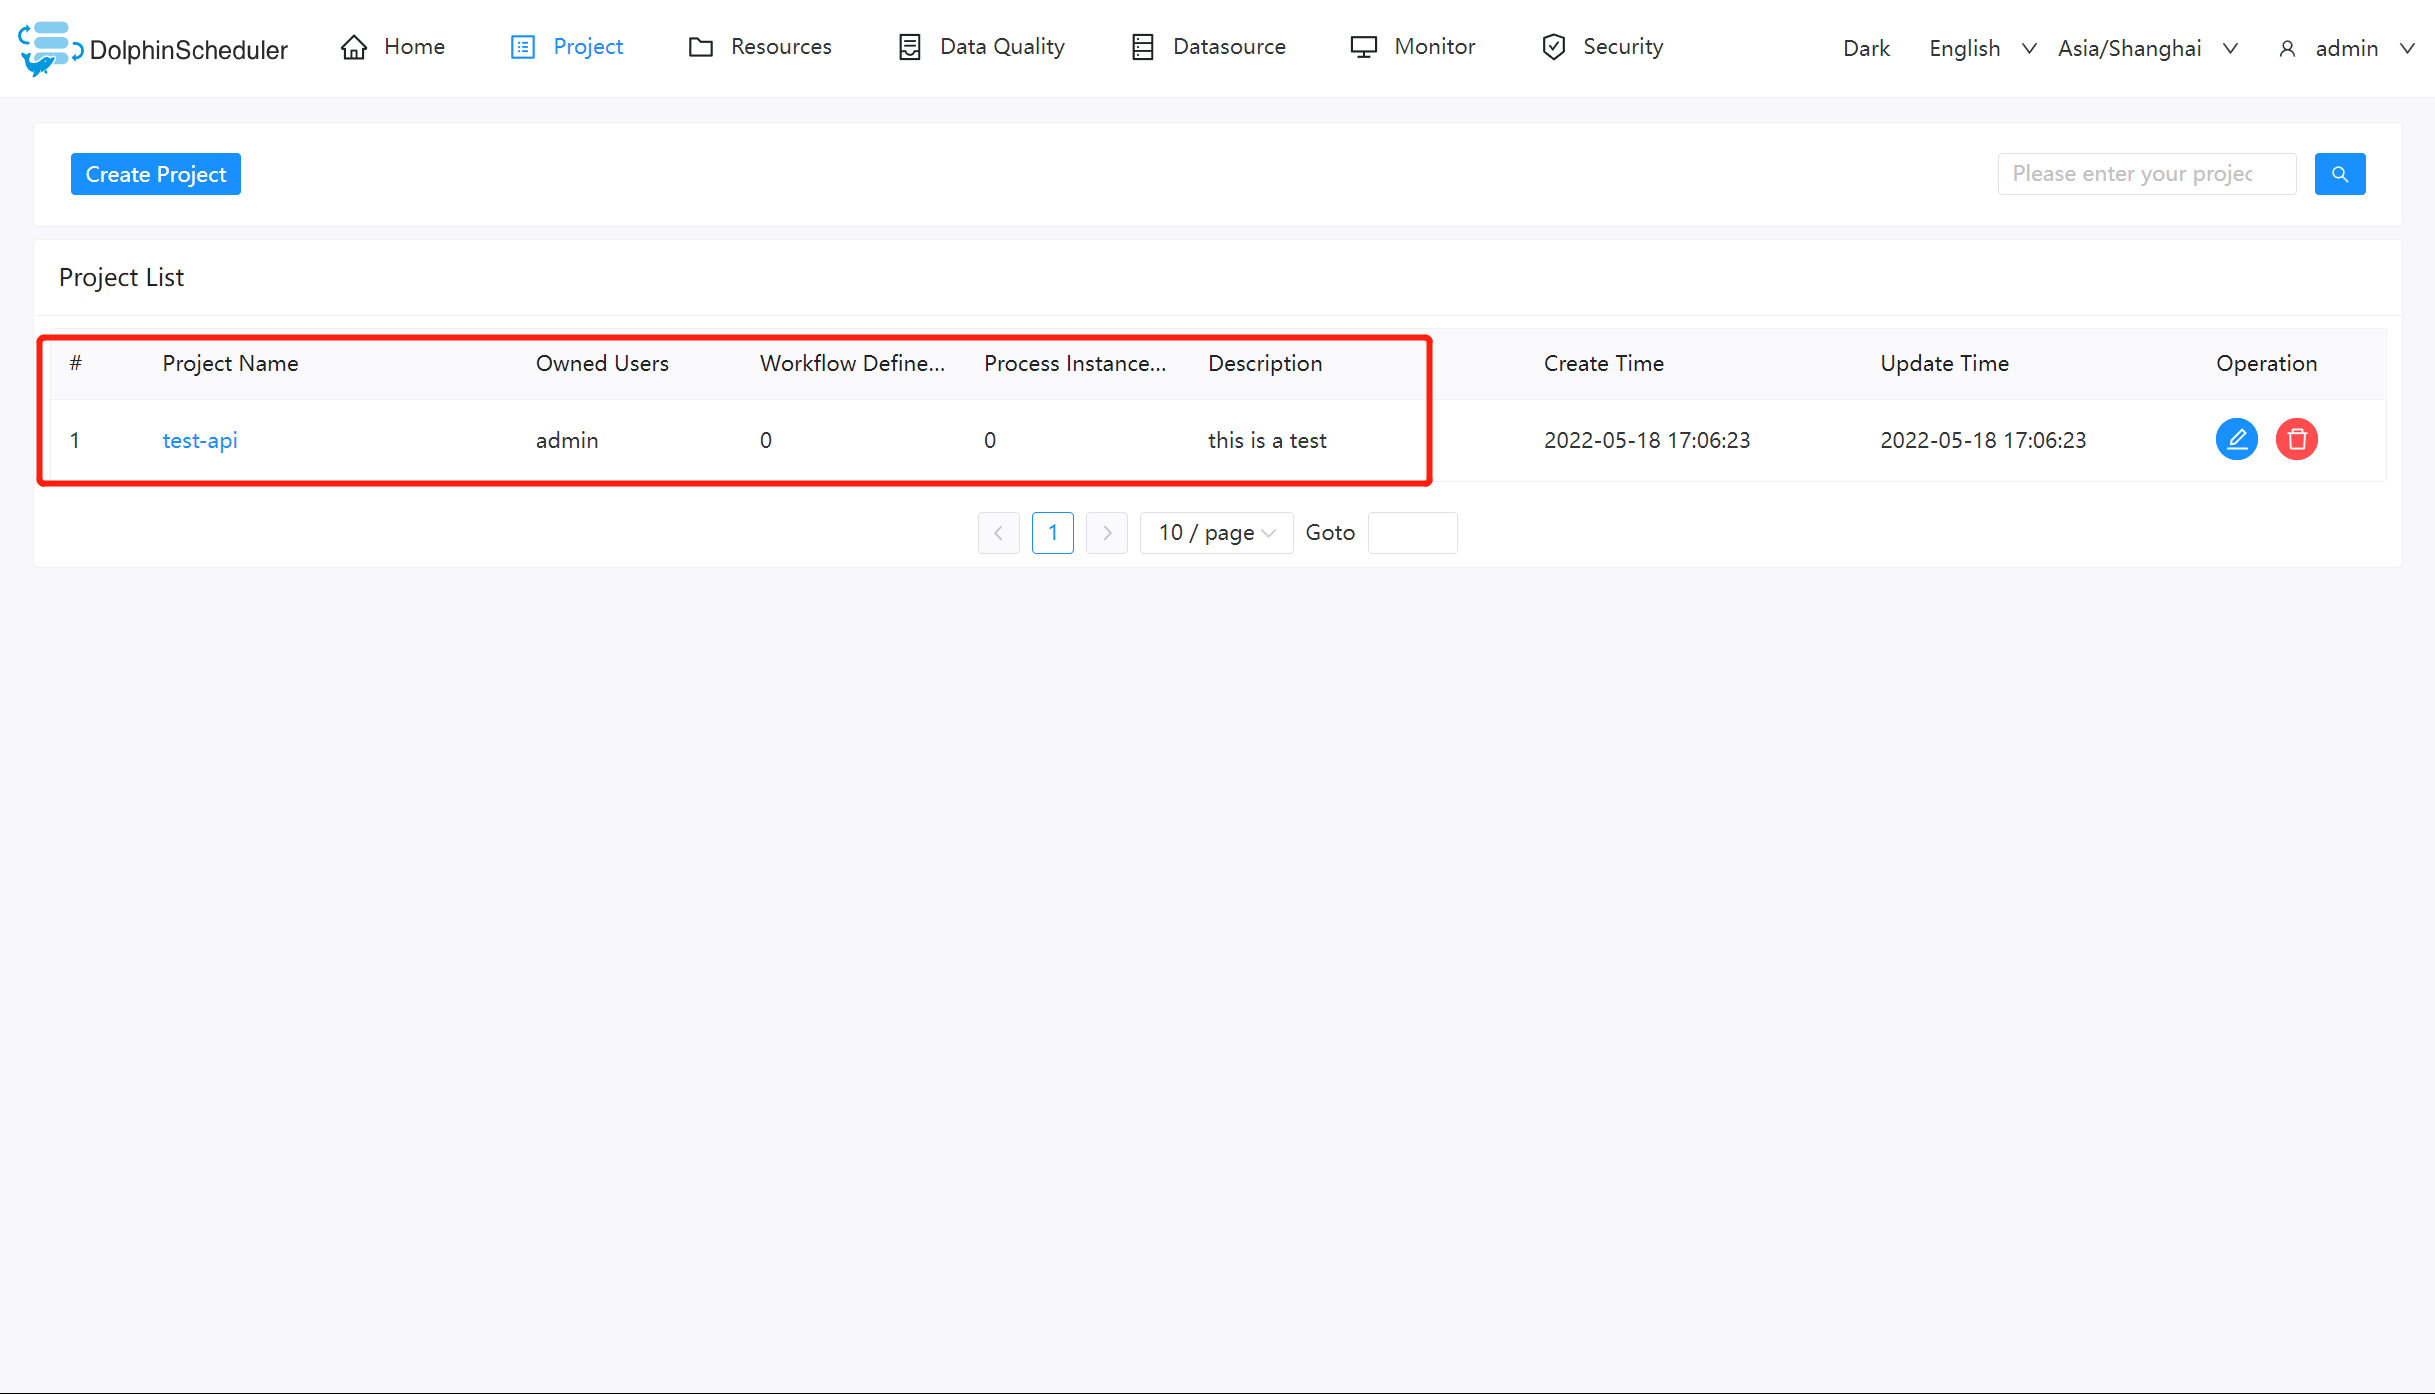 DolphinScheduler Home Project Resources Data Quality Datasource Monitor Security Dark English Asia/Shanghai admin
Create Project Please enter your projec
Project List
# Project Name Owned Users Workflow Define... Process Instance... Description Create Time Update Time Operation
1 test-api admin 0 0 this is a test 2022-05-18 17:06:23 2022-05-18 17:06:23
1 10 / page Goto